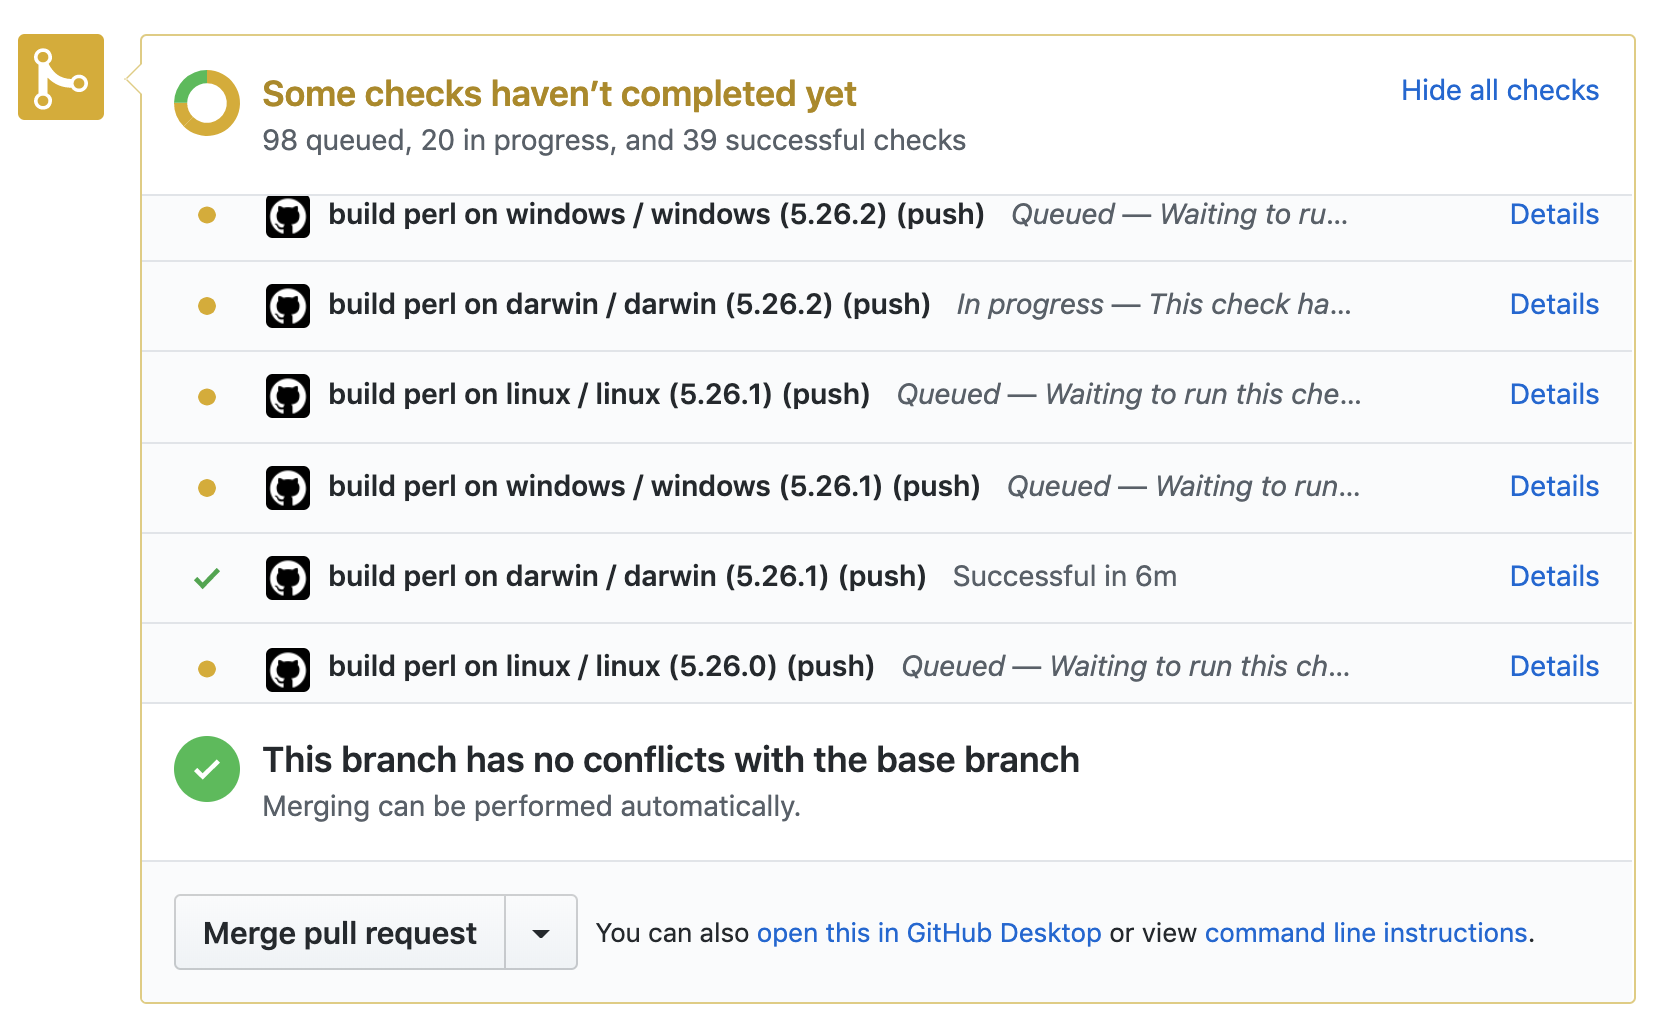 Some checks haven’t completed yet
Hide all checks
98 queued, 20 in progress, and 39 successful checks
build perl on windows / windows (5.26.2) (push) Queued — Waiting to ru... Details
build perl on darwin / darwin (5.26.2) (push) In progress — This check ha... Details
build perl on linux / linux (5.26.1) (push) Queued — Waiting to run this che... Details
build perl on windows / windows (5.26.1) (push) Queued — Waiting to run... Details
build perl on darwin / darwin (5.26.1) (push) Successful in 6m Details
build perl on linux / linux (5.26.0) (push) Queued — Waiting to run this ch... Details
This branch has no conflicts with the base branch
Merging can be performed automatically.
Merge pull request You can also open this in GitHub Desktop or view command line instructions.